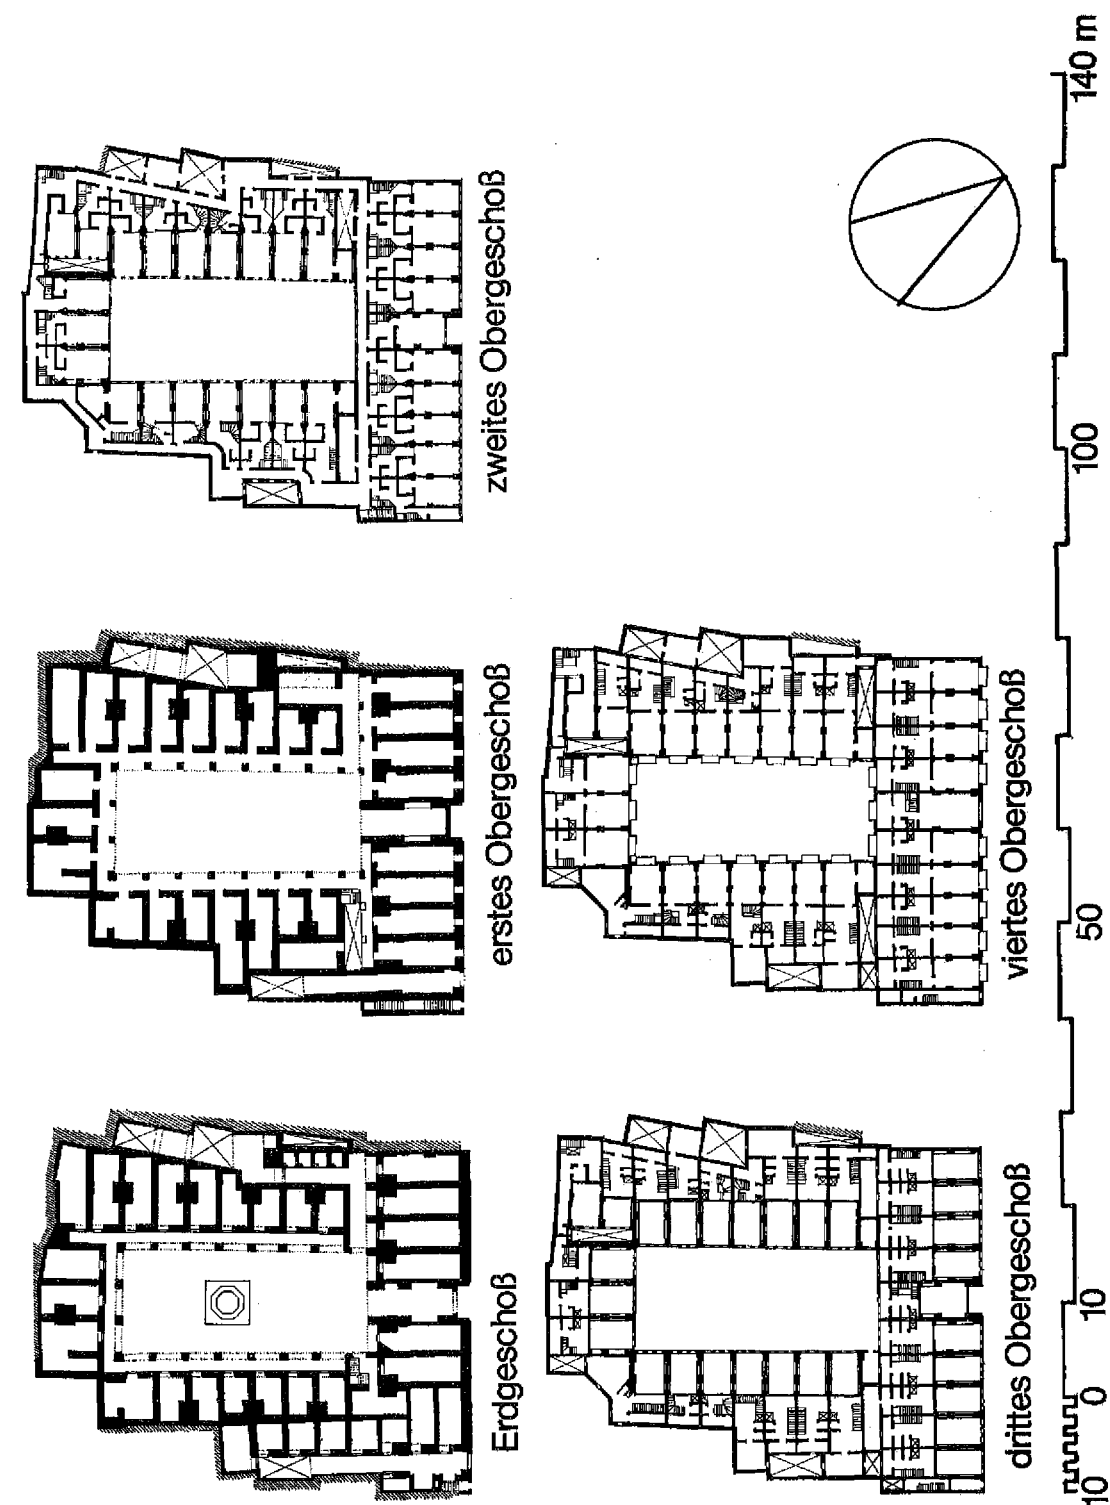 Erdgeschoß
erstes Obergeschoß
zweites Obergeschoß
drittes Obergeschoß
viertes Obergeschoß
10 0 10 50 100 140 m